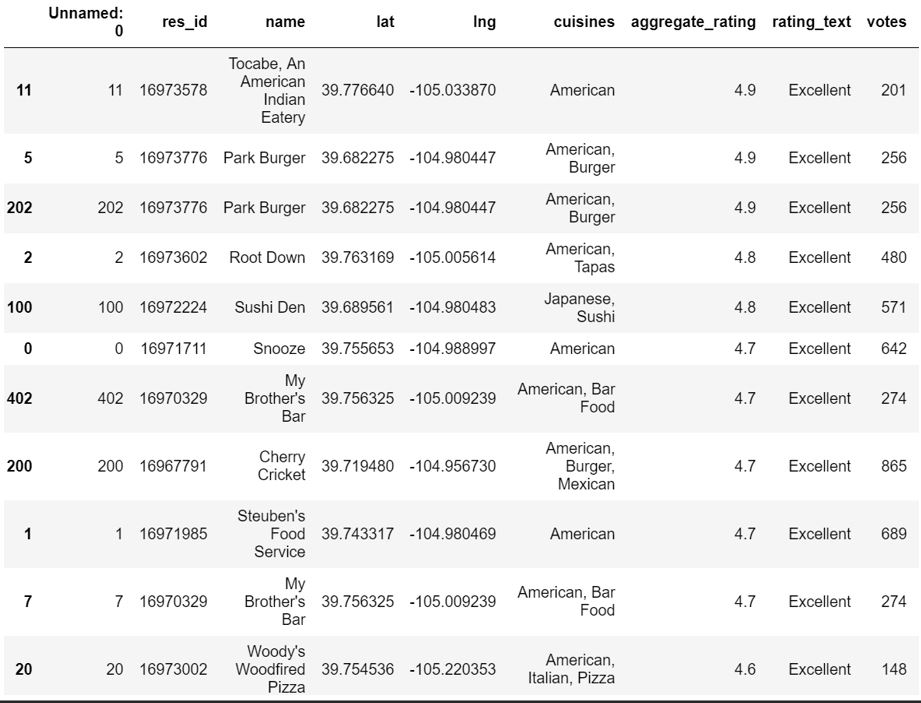 Unnamed: 0 res_id name lat lng cuisines aggregate_rating rating_text votes
11 11 16973578 Tocabe, An American Indian Eatery 39.776640 -105.033870 American 4.9 Excellent 201
5 5 16973776 Park Burger 39.682275 -104.980447 American, Burger 4.9 Excellent 256
202 202 16973776 Park Burger 39.682275 -104.980447 American, Burger 4.9 Excellent 256
2 2 16973602 Root Down 39.763169 -105.005614 American, Tapas 4.8 Excellent 480
100 100 16972224 Sushi Den 39.689561 -104.980483 Japanese, Sushi 4.8 Excellent 571
0 0 16971711 Snooze 39.755653 -104.988997 American 4.7 Excellent 642
402 402 16970329 My Brother's Bar 39.756325 -105.009239 American, Bar Food 4.7 Excellent 274
200 200 16967791 Cherry Cricket 39.719480 -104.956730 American, Burger, Mexican 4.7 Excellent 865
1 1 16971985 Steuben's Food Service 39.743317 -104.980469 American 4.7 Excellent 689
7 7 16970329 My Brother's Bar 39.756325 -105.009239 American, Bar Food 4.7 Excellent 274
20 20 16973002 Woody's Woodfired Pizza 39.754536 -105.220353 American, Italian, Pizza 4.6 Excellent 148